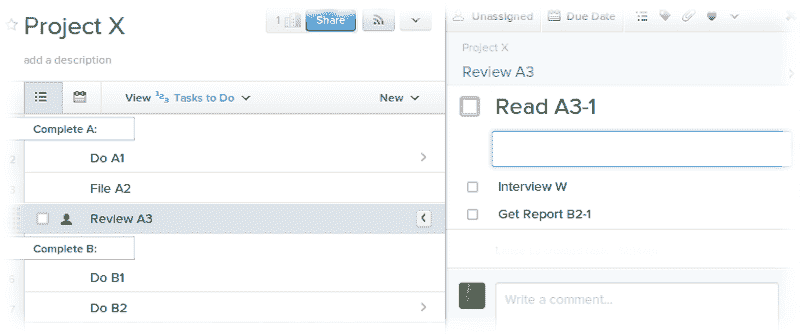 Project X
1 Share
add a description
View 1 2 3 Tasks to Do
New
Complete A:
2 Do A1
3 File A2
Review A3
Complete B:
6 Do B1
7 Do B2
Unassigned Due Date
Project X
Review A3
Read A3-1
Interview W
Get Report B2-1
Write a comment...